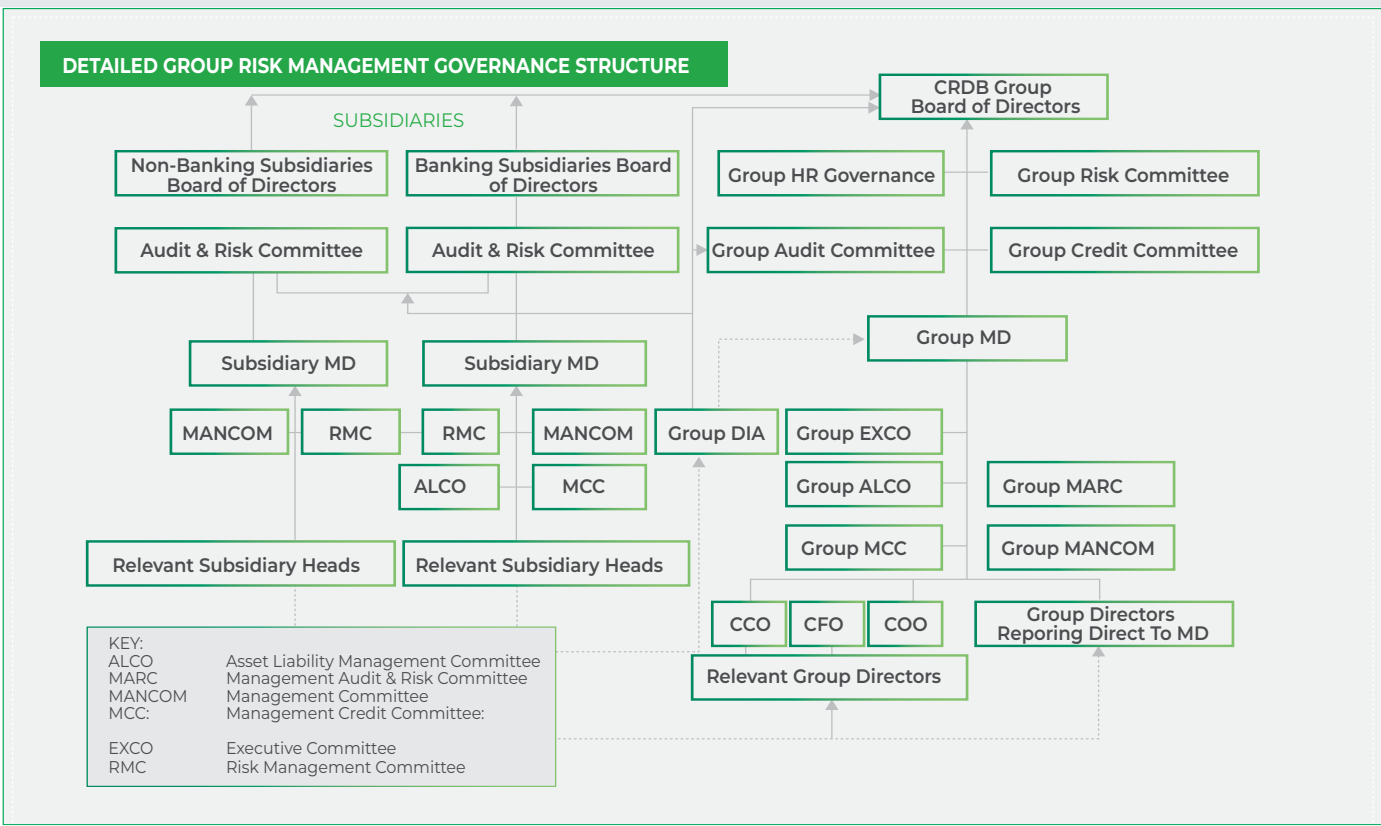 DETAILED GROUP RISK MANAGEMENT GOVERNANCE STRUCTURE
CRDB Group
Board of Directors
SUBSIDIARIES
Non-Banking Subsidiaries
Board of Directors
Banking Subsidiaries Board
of Directors
Group HR Governance
Group Risk Committee
Audit & Risk Committee
Audit & Risk Committee
Group Audit Committee
Group Credit Committee
Group MD
Subsidiary MD
Subsidiary MD
MANCOM
RMC
RMC
MANCOM
Group DIA
Group EXCO
ALCO
MCC
Group ALCO
Group MARC
Group MCC
Group MANCOM
Relevant Subsidiary Heads
Relevant Subsidiary Heads
CCO
CFO
COO
Group Directors
Reporing Direct To MD
Relevant Group Directors
KEY:
ALCO Asset Liability Management Committee
MARC Management Audit & Risk Committee
MANCOM Management Committee
MCC: Management Credit Committee:
EXCO Executive Committee
RMC Risk Management Committee